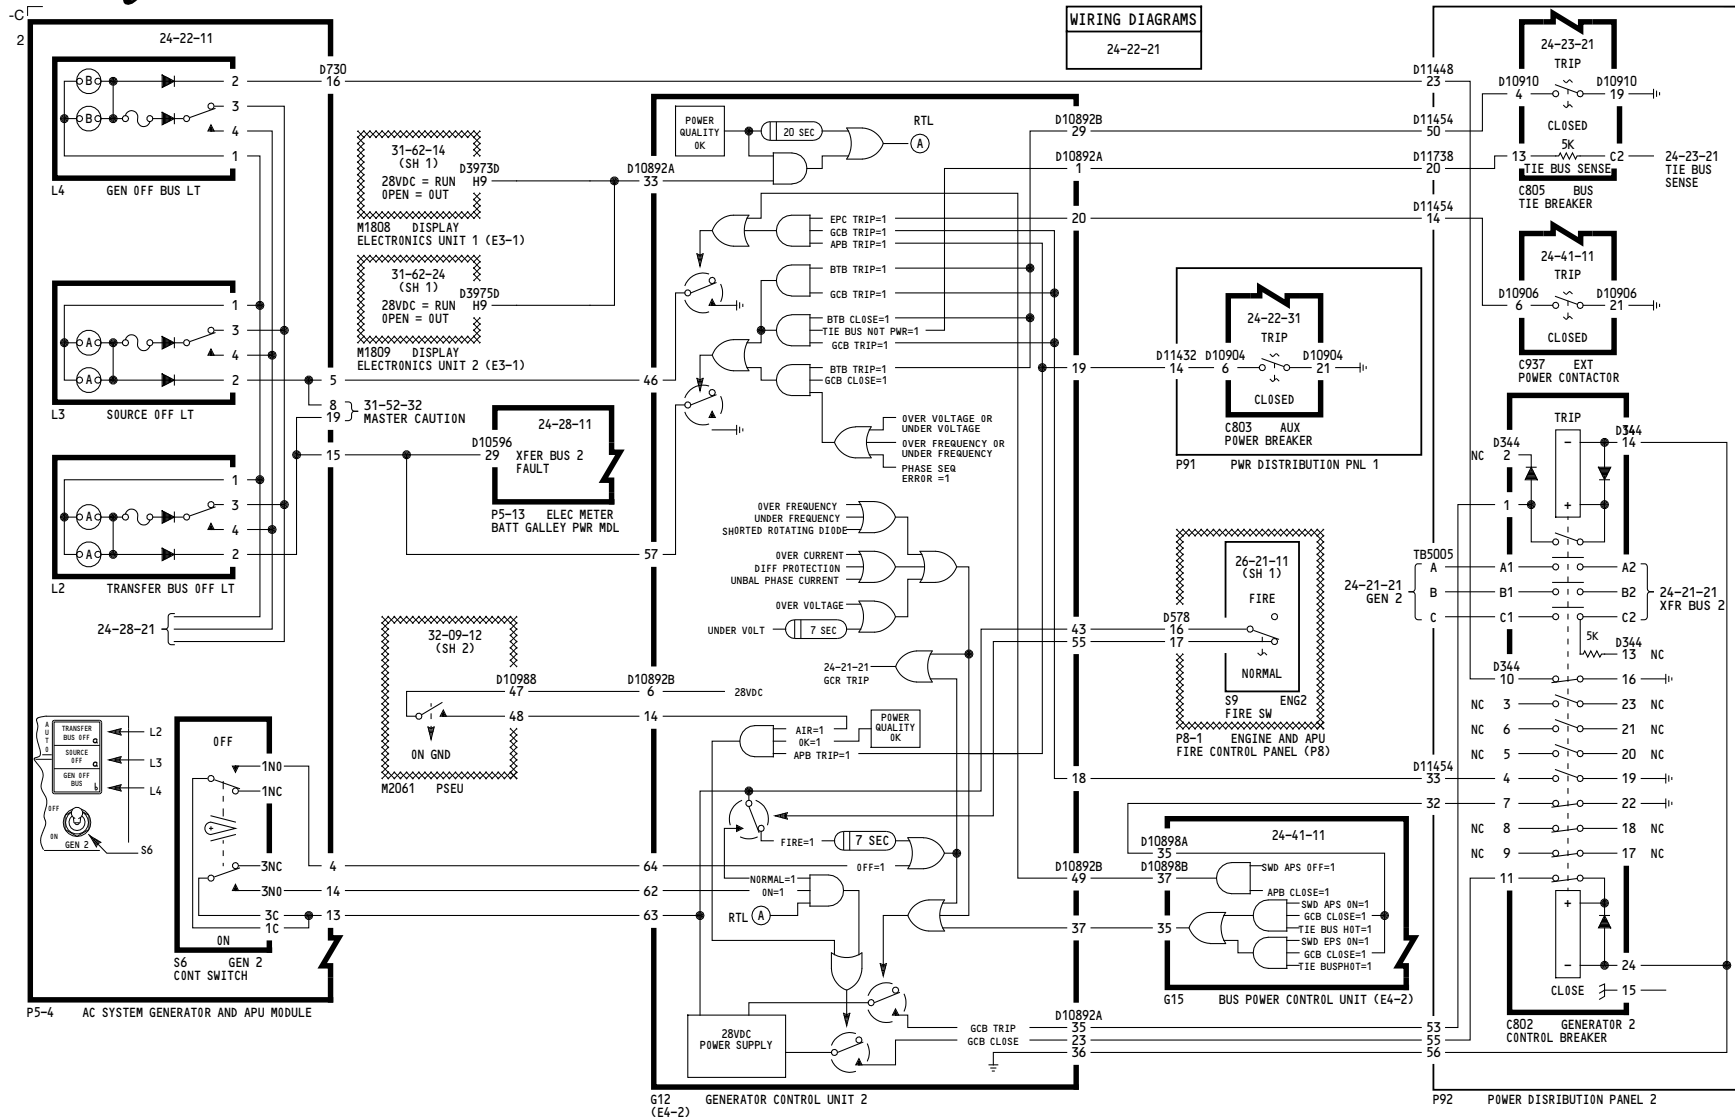 -C
2
24-22-11
B
B
2
3
4
1
L4 GEN OFF BUS LT
D730
16
31-62-14
(SH 1)
28VDC = RUN
OPEN = OUT
D3973D
H9
M1808 DISPLAY
ELECTRONICS UNIT 1 (E3-1)
31-62-24
(SH 1)
28VDC = RUN
OPEN = OUT
D3975D
H9
M1809 DISPLAY
ELECTRONICS UNIT 2 (E3-1)
1
3
4
2
A
A
L3 SOURCE OFF LT
5
8
19
31-52-32
MASTER CAUTION
15
1
3
4
2
A
A
L2 TRANSFER BUS OFF LT
24-28-21
D10596
29
24-28-11
XFER BUS 2
FAULT
P5-13 ELEC METER
BATT GALLEY PWR MDL
32-09-12
(SH 2)
D10988
47
48
ON GND
M2061 PSEU
AUTO
TRANSFER
BUS OFF a
SOURCE
OFF a
GEN OFF
BUS b
OFF
ON
GEN 2
L2
L3
L4
S6
OFF
1NO
1NC
3NC
3NO
3C
1C
ON
4
14
13
S6 GEN 2
CONT SWITCH
P5-4 AC SYSTEM GENERATOR AND APU MODULE
WIRING DIAGRAMS
24-22-21
POWER
QUALITY
OK
20 SEC
RTL
A
D10892A
33
D10892B
29
D10892A
1
20
EPC TRIP=1
GCB TRIP=1
APB TRIP=1
BTB TRIP=1
GCB TRIP=1
BTB CLOSE=1
TIE BUS NOT PWR=1
GCB TRIP=1
BTB TRIP=1
GCB CLOSE=1
46
19
OVER VOLTAGE OR
UNDER VOLTAGE
OVER FREQUENCY OR
UNDER FREQUENCY
PHASE SEQ
ERROR =1
OVER FREQUENCY
UNDER FREQUENCY
SHORTED ROTATING DIODE
57
OVER CURRENT
DIFF PROTECTION
UNBAL PHASE CURRENT
OVER VOLTAGE
UNDER VOLT
7 SEC
43
55
24-21-21
GCR TRIP
D10892B
6
28VDC
14
AIR=1
OK=1
APB TRIP=1
POWER
QUALITY
OK
18
FIRE=1
7 SEC
64
OFF=1
D10892B
49
NORMAL=1
62
ON=1
RTL A
63
37
28VDC
POWER SUPPLY
GCB TRIP
GCB CLOSE
D10892A
35
23
36
G12 GENERATOR CONTROL UNIT 2
(E4-2)
24-22-31
TRIP
D11432
14
D10904
6
D10904
21
CLOSED
C803 AUX
POWER BREAKER
P91 PWR DISTRIBUTION PNL 1
26-21-11
(SH 1)
FIRE
D578
16
17
NORMAL
S9 ENG2
FIRE SW
P8-1 ENGINE AND APU
FIRE CONTROL PANEL (P8)
D10898A
35
D10898B
37
35
24-41-11
SWD APS OFF=1
APB CLOSE=1
SWD APS ON=1
GCB CLOSE=1
TIE BUS HOT=1
SWD EPS ON=1
GCB CLOSE=1
TIE BUSPHOT=1
G15 BUS POWER CONTROL UNIT (E4-2)
D11448
23
D11454
50
D11738
20
D11454
14
24-23-21
TRIP
D10910
4
D10910
19
CLOSED
5K
13
C2
TIE BUS SENSE
24-23-21
TIE BUS
SENSE
C805 BUS
TIE BREAKER
24-41-11
TRIP
D10906
6
D10906
21
CLOSED
C937 EXT
POWER CONTACTOR
TRIP
D344
NC 2
D344
14
−
+
1
TB5005
A
B
C
24-21-21
GEN 2
A1
A2
B1
B2
C1
C2
24-21-21
XFR BUS 2
5K
D344
13 NC
D344
10
16
NC 3
23 NC
NC 6
21 NC
NC 5
20 NC
D11454
33
4
19
32
7
22
NC 8
18 NC
NC 9
17 NC
11
+
−
24
CLOSE
15
53
55
56
C802 GENERATOR 2
CONTROL BREAKER
P92 POWER DISRIBUTION PANEL 2